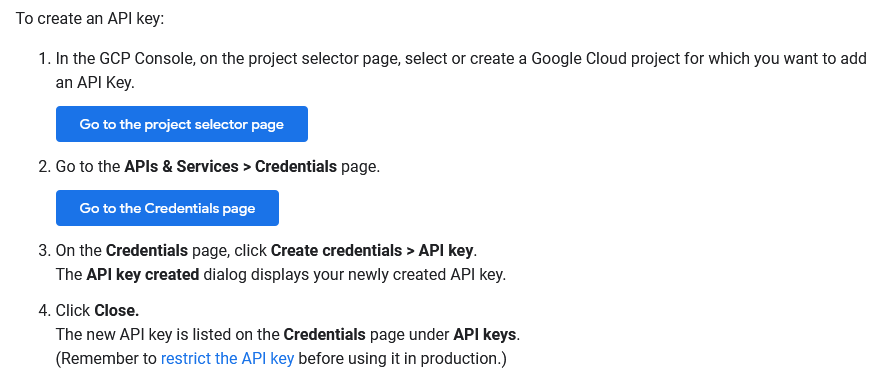 To create an API key:
1. In the GCP Console, on the project selector page, select or create a Google Cloud project for which you want to add
an API Key.
Go to the project selector page
2. Go to the APIs & Services > Credentials page.
Go to the Credentials page
3. On the Credentials page, click Create credentials > API key.
The API key created dialog displays your newly created API key.
4. Click Close.
The new API key is listed on the Credentials page under API keys.
(Remember to restrict the API key before using it in production.)